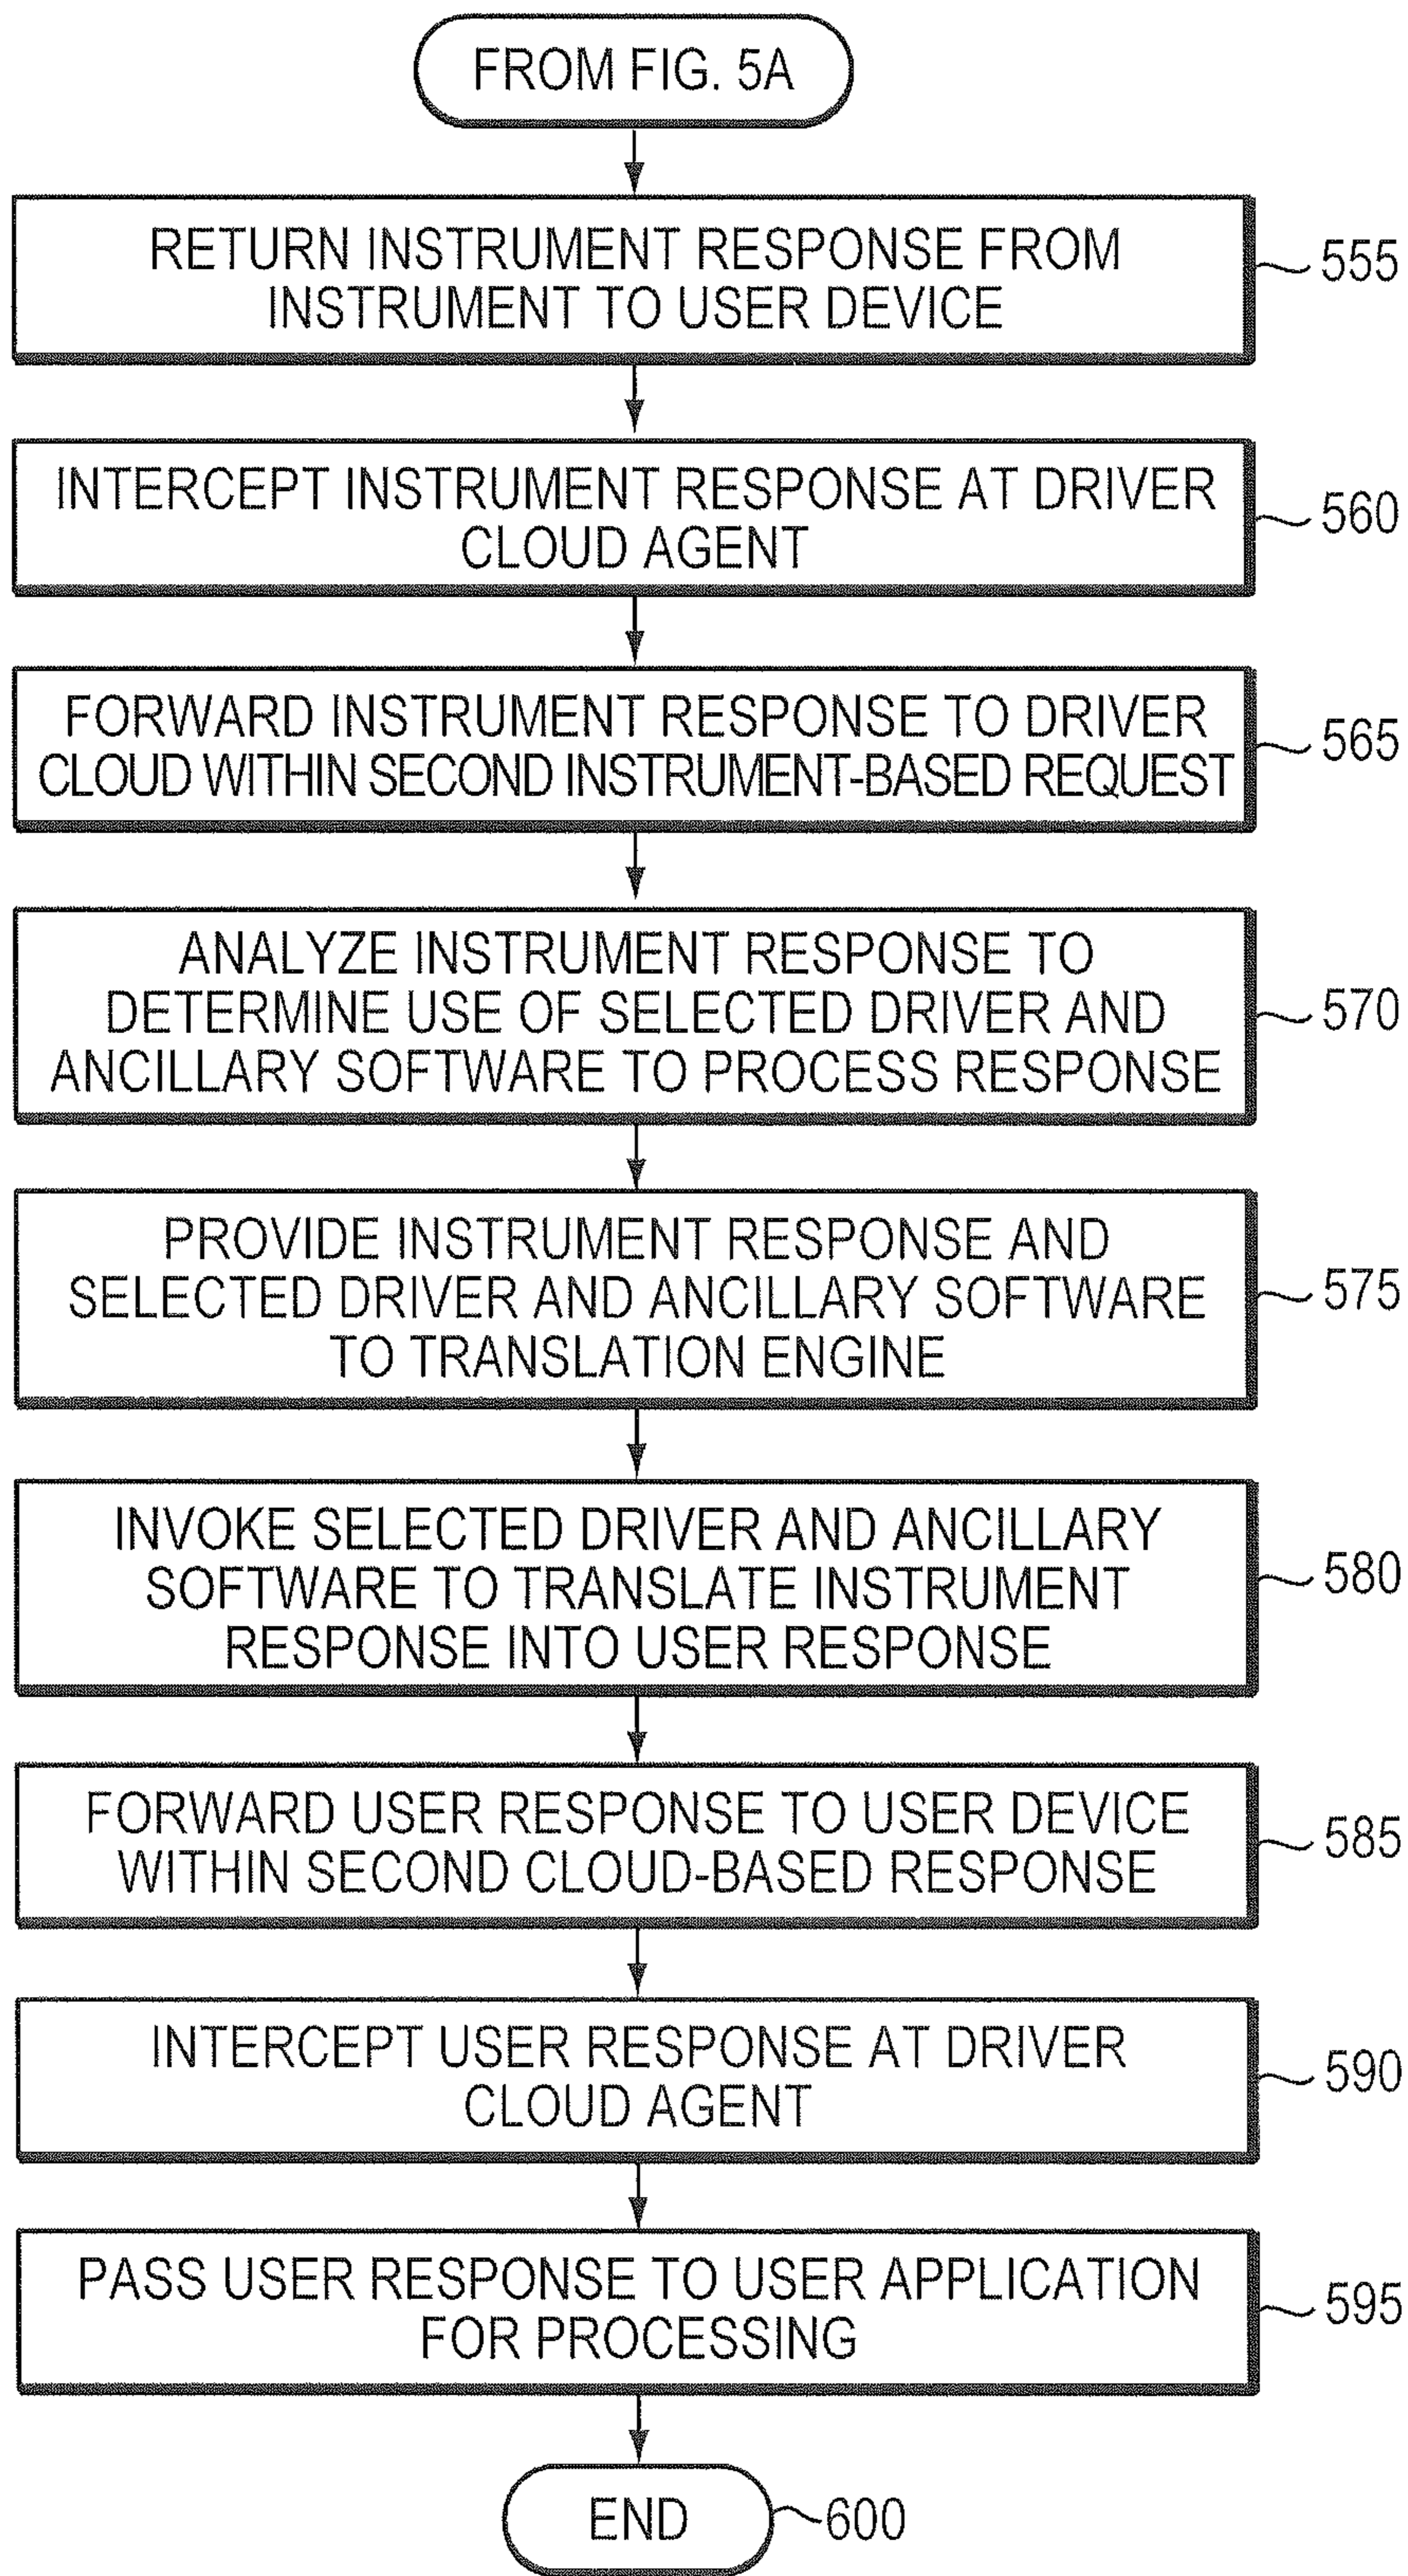 FROM FIG. 5A
RETURN INSTRUMENT RESPONSE FROM
INSTRUMENT TO USER DEVICE
555
INTERCEPT INSTRUMENT RESPONSE AT DRIVER
CLOUD AGENT
560
FORWARD INSTRUMENT RESPONSE TO DRIVER
CLOUD WITHIN SECOND INSTRUMENT-BASED REQUEST
565
ANALYZE INSTRUMENT RESPONSE TO
DETERMINE USE OF SELECTED DRIVER AND
ANCILLARY SOFTWARE TO PROCESS RESPONSE
570
PROVIDE INSTRUMENT RESPONSE AND
SELECTED DRIVER AND ANCILLARY SOFTWARE
TO TRANSLATION ENGINE
575
INVOKE SELECTED DRIVER AND ANCILLARY
SOFTWARE TO TRANSLATE INSTRUMENT
RESPONSE INTO USER RESPONSE
580
FORWARD USER RESPONSE TO USER DEVICE
WITHIN SECOND CLOUD-BASED RESPONSE
585
INTERCEPT USER RESPONSE AT DRIVER
CLOUD AGENT
590
PASS USER RESPONSE TO USER APPLICATION
FOR PROCESSING
595
END
600